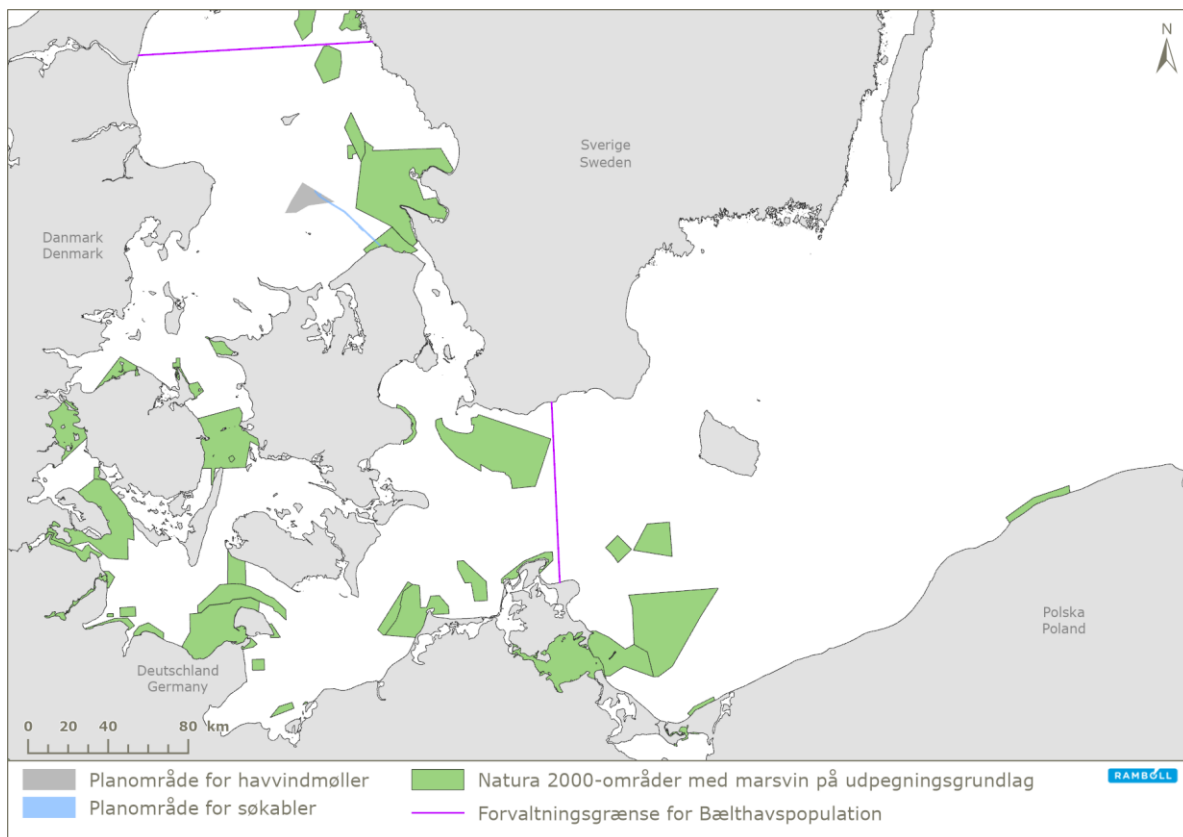 N
Sverige
Sweden
Danmark
Denmark
Polska
Poland
Deutschland
Germany
0 20 40 80 km
Planområde for havvindmøller
Planområde for søkabler
Natura 2000-områder med marsvin på udpegningsgrundlag
Forvaltningsgrænse for Bælthavspopulation
RAMBOLL